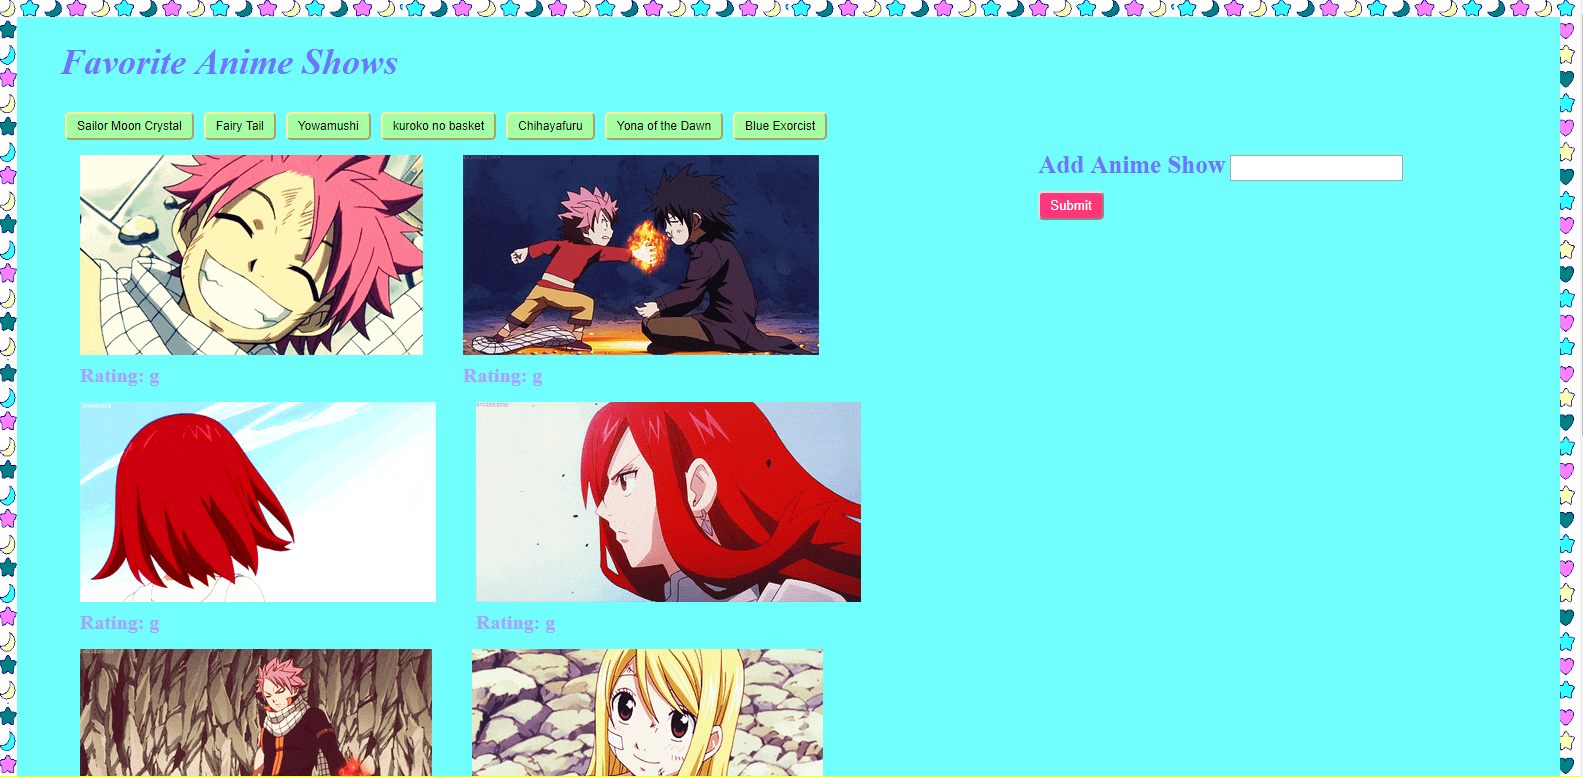 Favorite Anime Shows
Sailor Moon Crystal Fairy Tail Yowamushi kuroko no basket Chihayafuru Yona of the Dawn Blue Exorcist
Add Anime Show
Submit
Rating: g Rating: g
Rating: g Rating: g